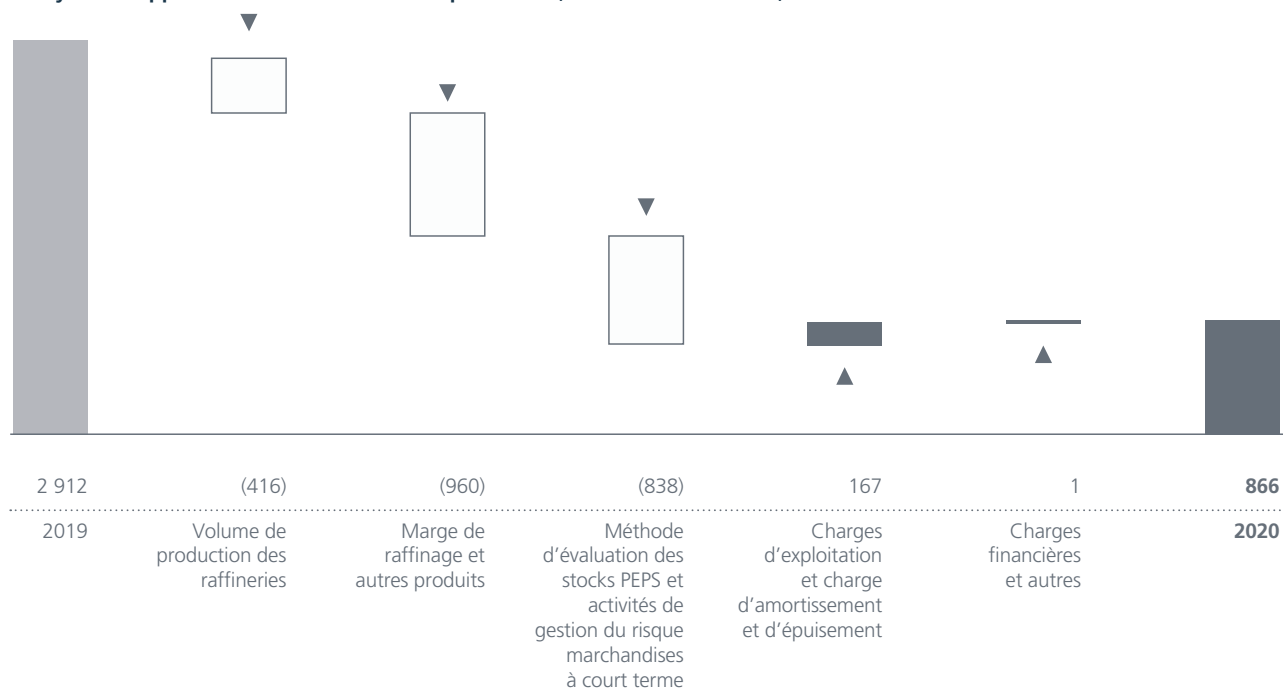 2 912 (416) (960) (838) 167 1 866
2019
Volume de
production des
raffineries
Marge de
raffinage et
autres produits
Méthode
d'évaluation des
stocks PEPS et
activités de
gestion du risque
marchandises
à court terme
Charges
d'exploitation
et charge
d'amortissement
et d'épuisement
Charges
financières
et autres
2020